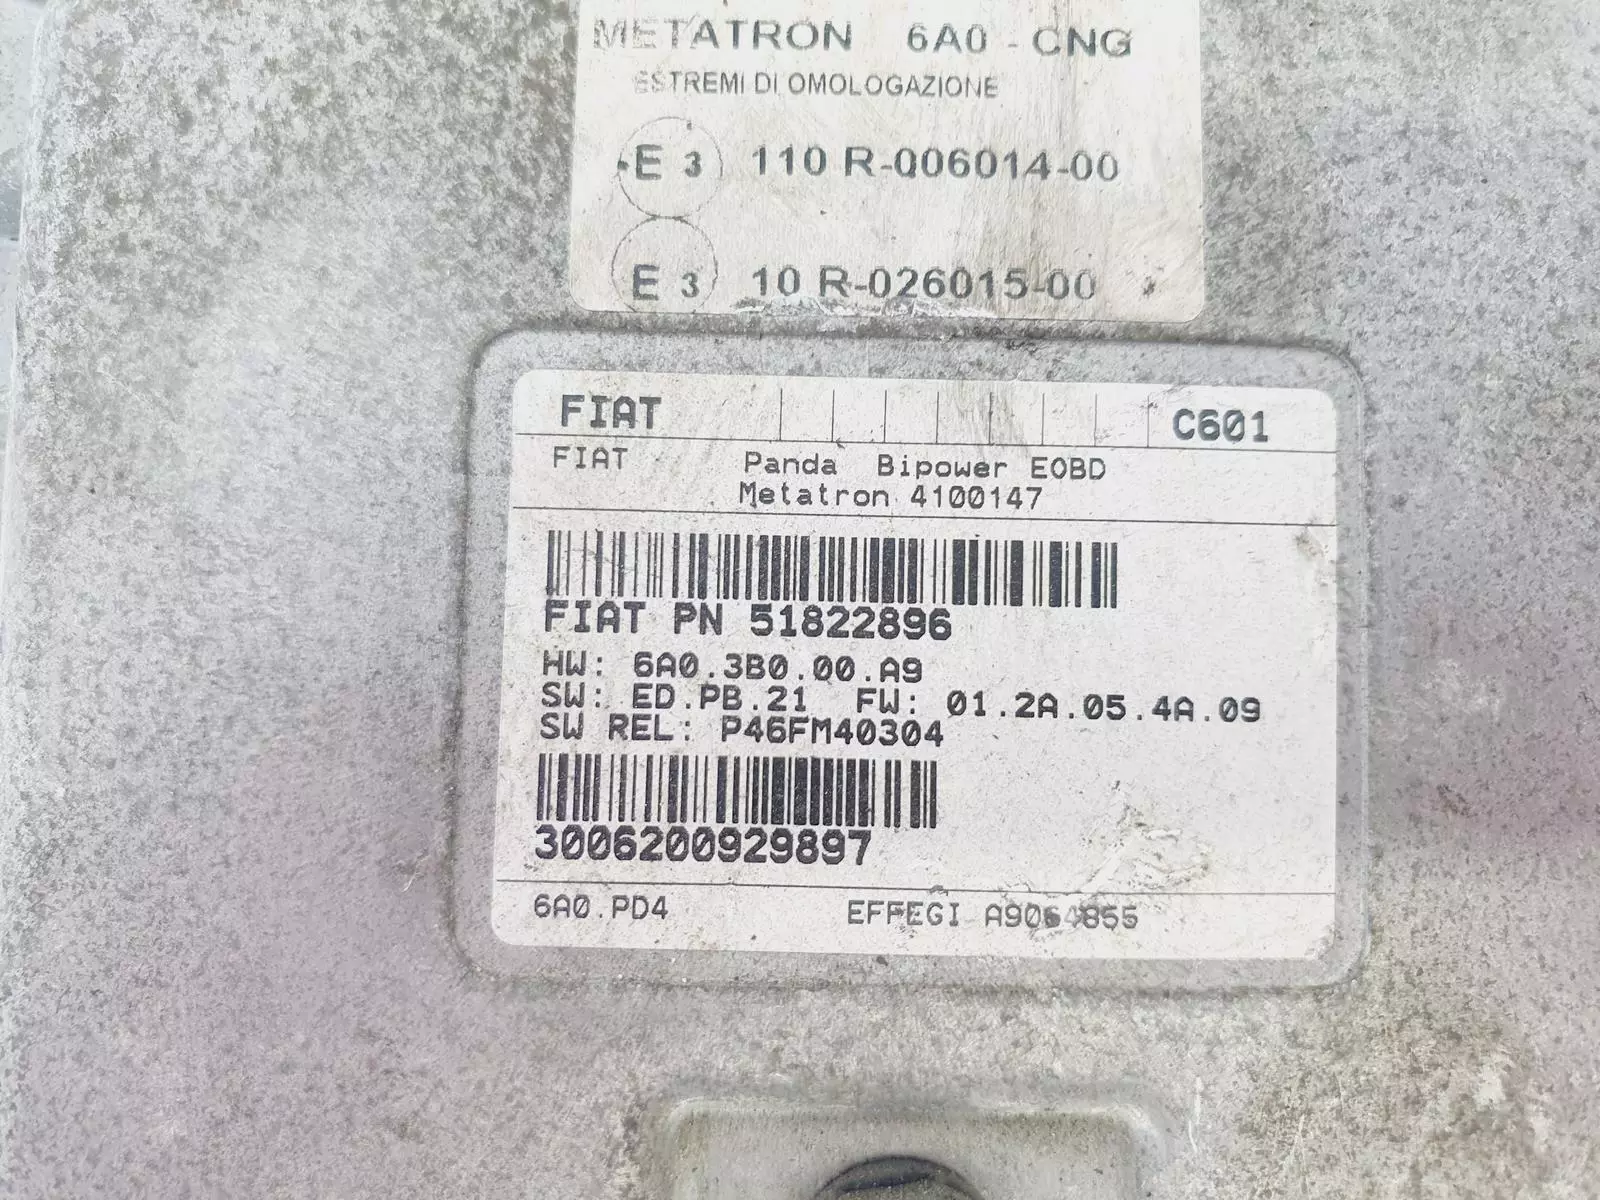 METATRON 6A0 - CNG
ESTREMI DI OMOLOGAZIONE
E 3 110 R-006014-00
E 3 10 R-026015-00
FIAT C601
FIAT Panda Bipower EOBD
Metatron 4100147
FIAT PN 51822896
HW: 6A0.3B0.00.A9
SW: ED.PB.21 FW: 01.2A.05.4A.09
SW REL: P46FM40304
3006200929897
6A0.PD4 EFFEGI